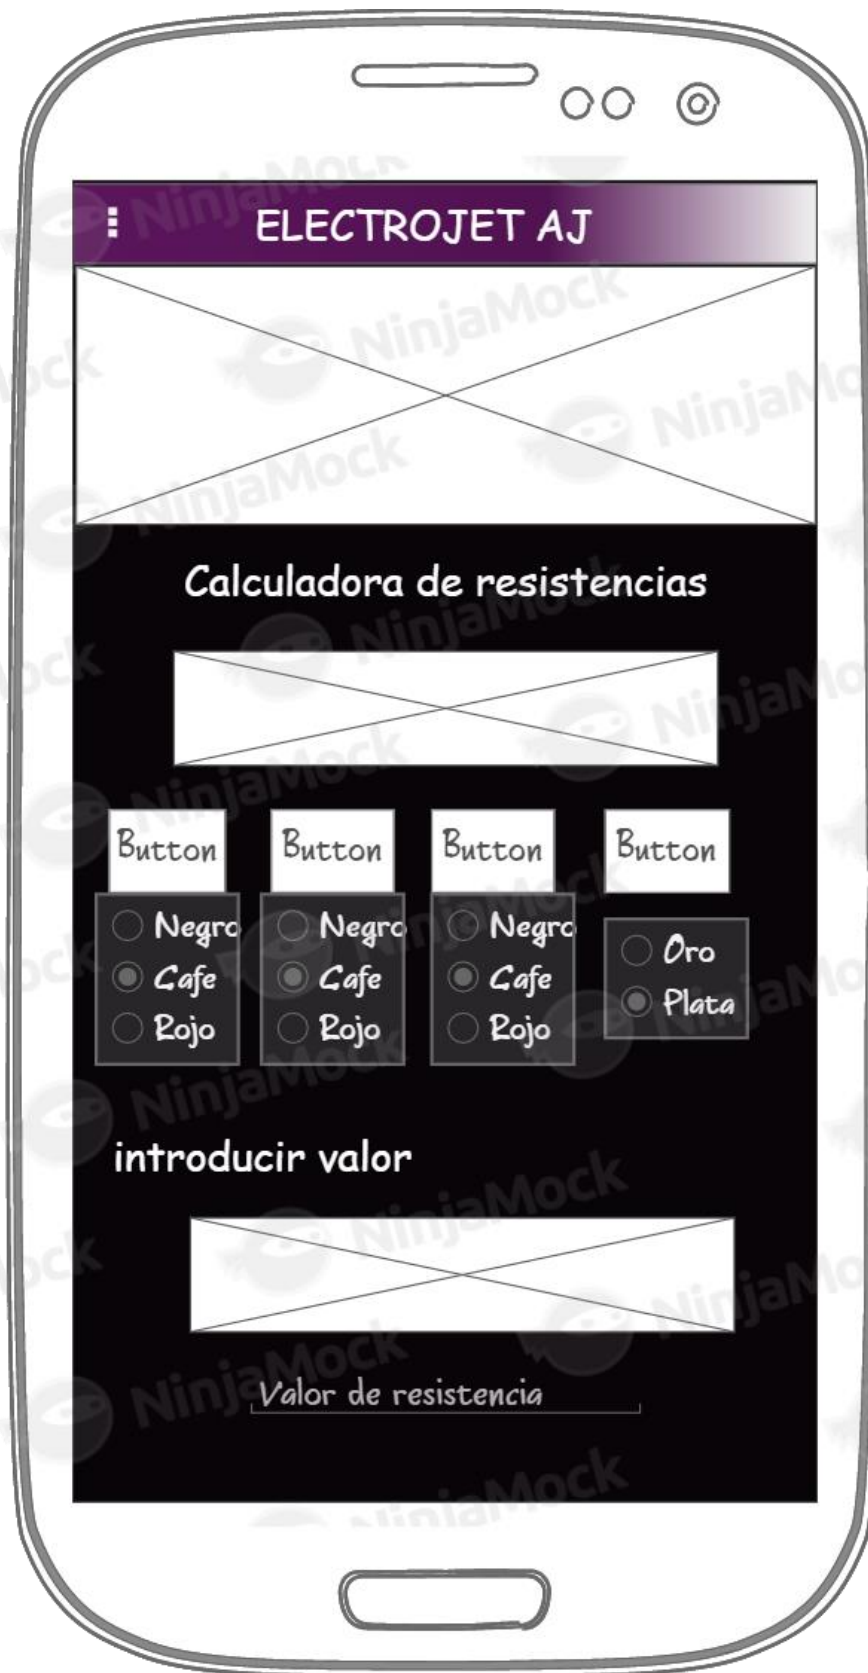 ELECTROJET AJ
Calculadora de resistencias
Button Button Button Button
Negro Negro Negro Oro
Cafe Cafe Cafe Plata
Rojo Rojo Rojo
introducir valor
Valor de resistencia
NinjaMock